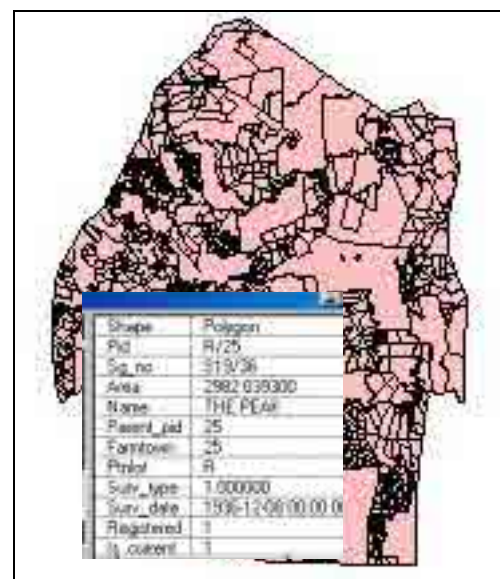 Shape Polygon
Pid R/25
Sg_no 313/36
Area 2982.039300
Name THE PEAK
Parent_pid 25
Farmtown 25
Ptnlot R
Surv_type 1.000000
Surv_date 1936-12-08 00:00:00
Registered 1
Is_current 1